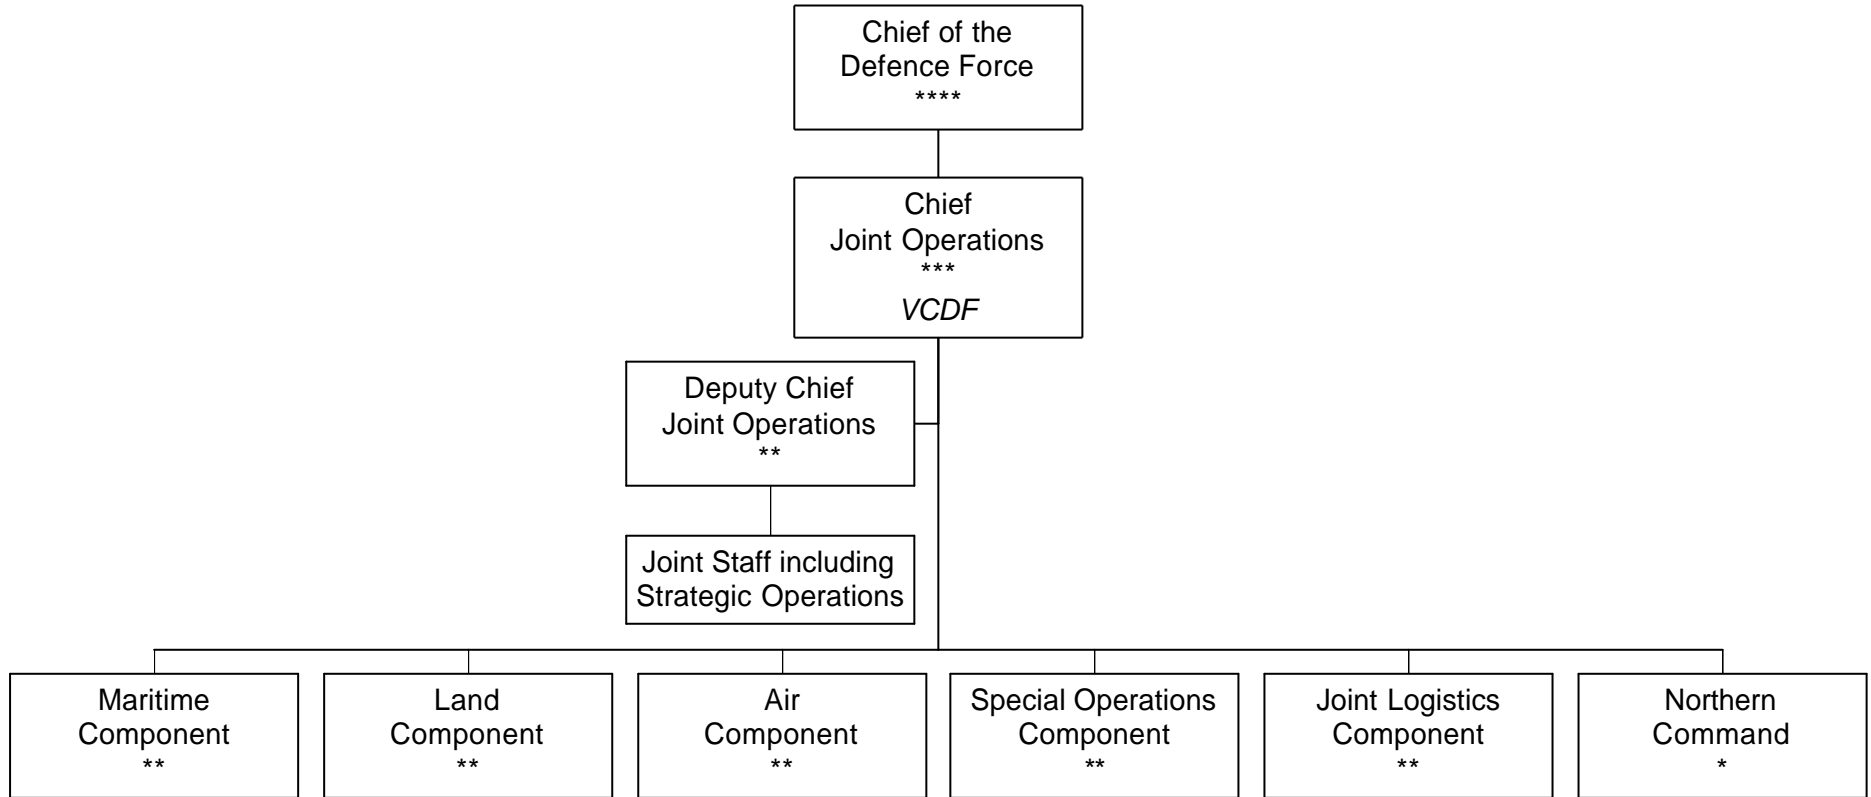 Chief of the
Defence Force
****
Chief
Joint Operations
***
VCDF
Deputy Chief
Joint Operations
**
Joint Staff including
Strategic Operations
Maritime
Component
**
Land
Component
**
Air
Component
**
Special Operations
Component
**
Joint Logistics
Component
**
Northern
Command
*